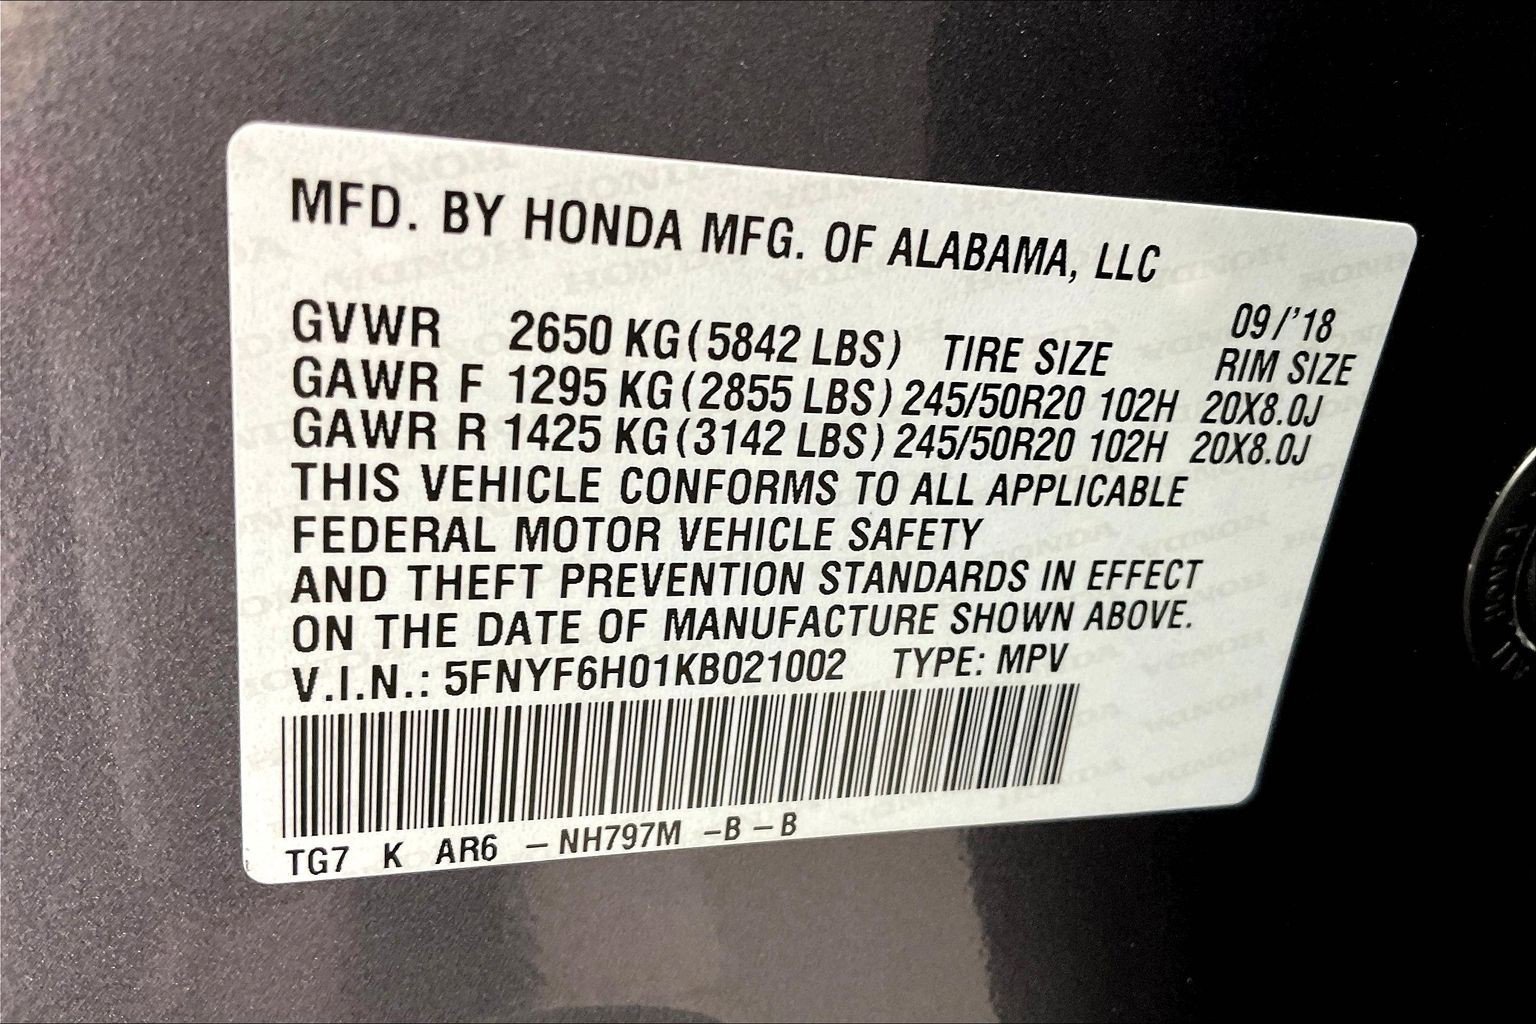 MFD. BY HONDA MFG. OF ALABAMA, LLC
09/'18
GVWR 2650 KG (5842 LBS) TIRE SIZE RIM SIZE
GAWR F 1295 KG (2855 LBS) 245/50R20 102H 20X8.0J
GAWR R 1425 KG (3142 LBS) 245/50R20 102H 20X8.0J
THIS VEHICLE CONFORMS TO ALL APPLICABLE
FEDERAL MOTOR VEHICLE SAFETY
AND THEFT PREVENTION STANDARDS IN EFFECT
ON THE DATE OF MANUFACTURE SHOWN ABOVE.
V.I.N.: 5FNYF6H01KB021002 TYPE: MPV
TG7 K AR6 – NH797M – B – B